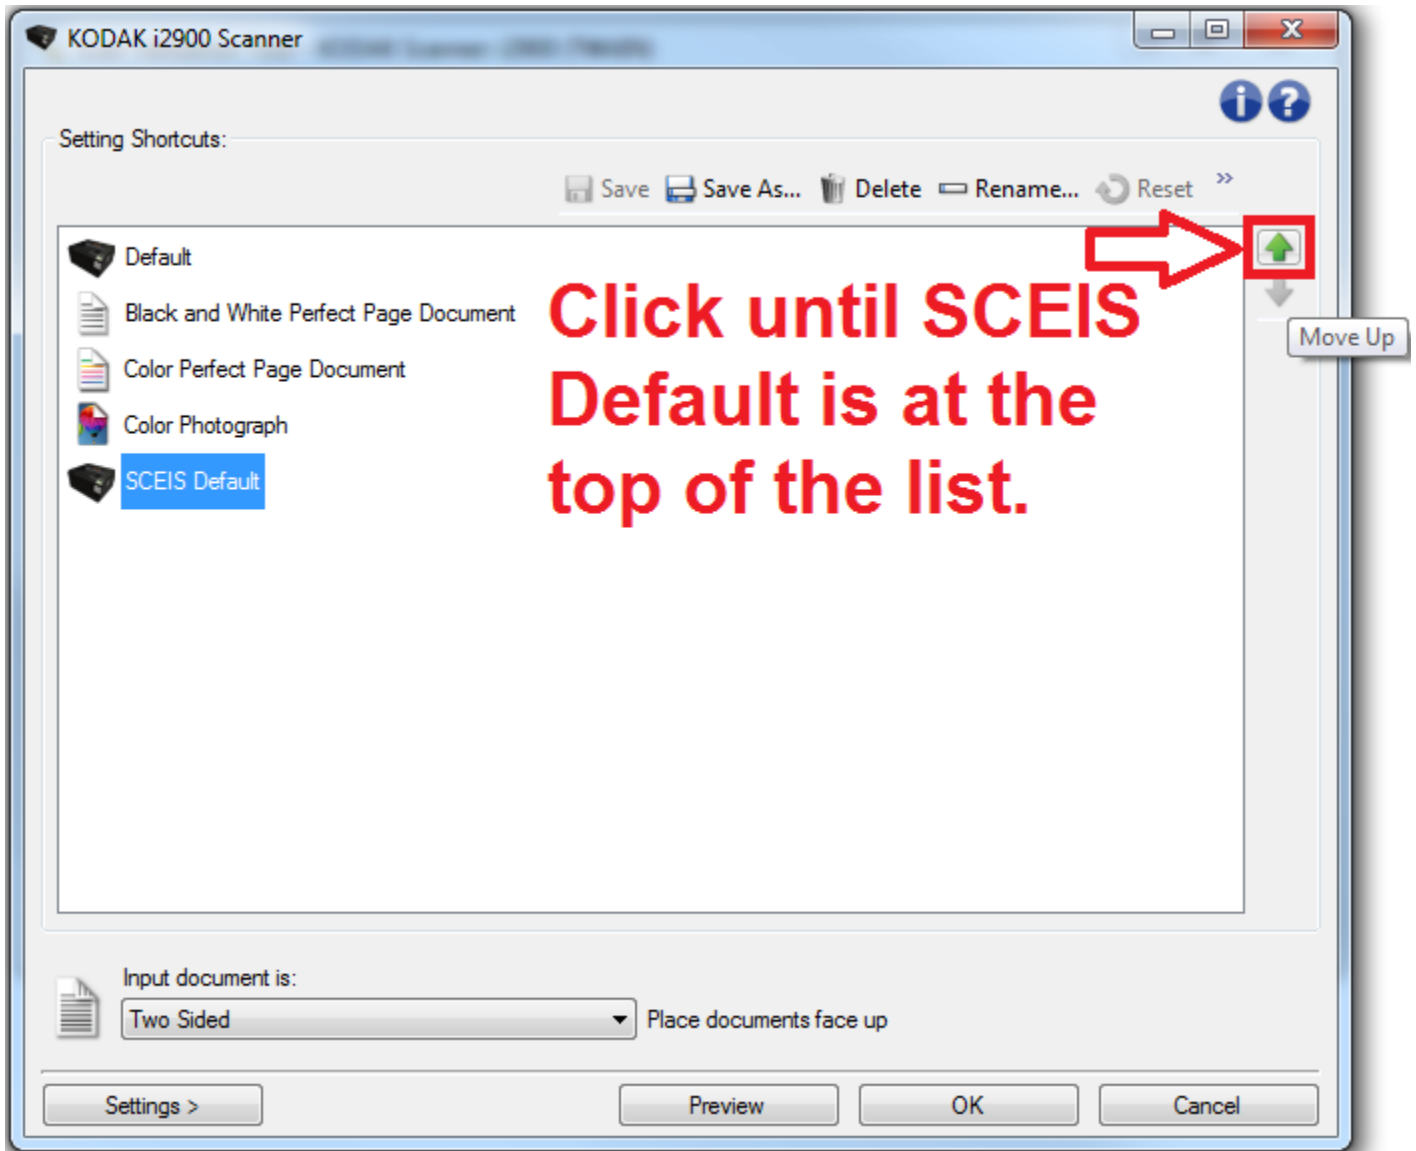 KODAK i2900 Scanner
Setting Shortcuts:
Save Save As... Delete Rename... Reset »
Default
Black and White Perfect Page Document
Color Perfect Page Document
Color Photograph
SCEIS Default
Click until SCEIS
Default is at the
top of the list.
Move Up
Input document is:
Two Sided Place documents face up
Settings > Preview OK Cancel